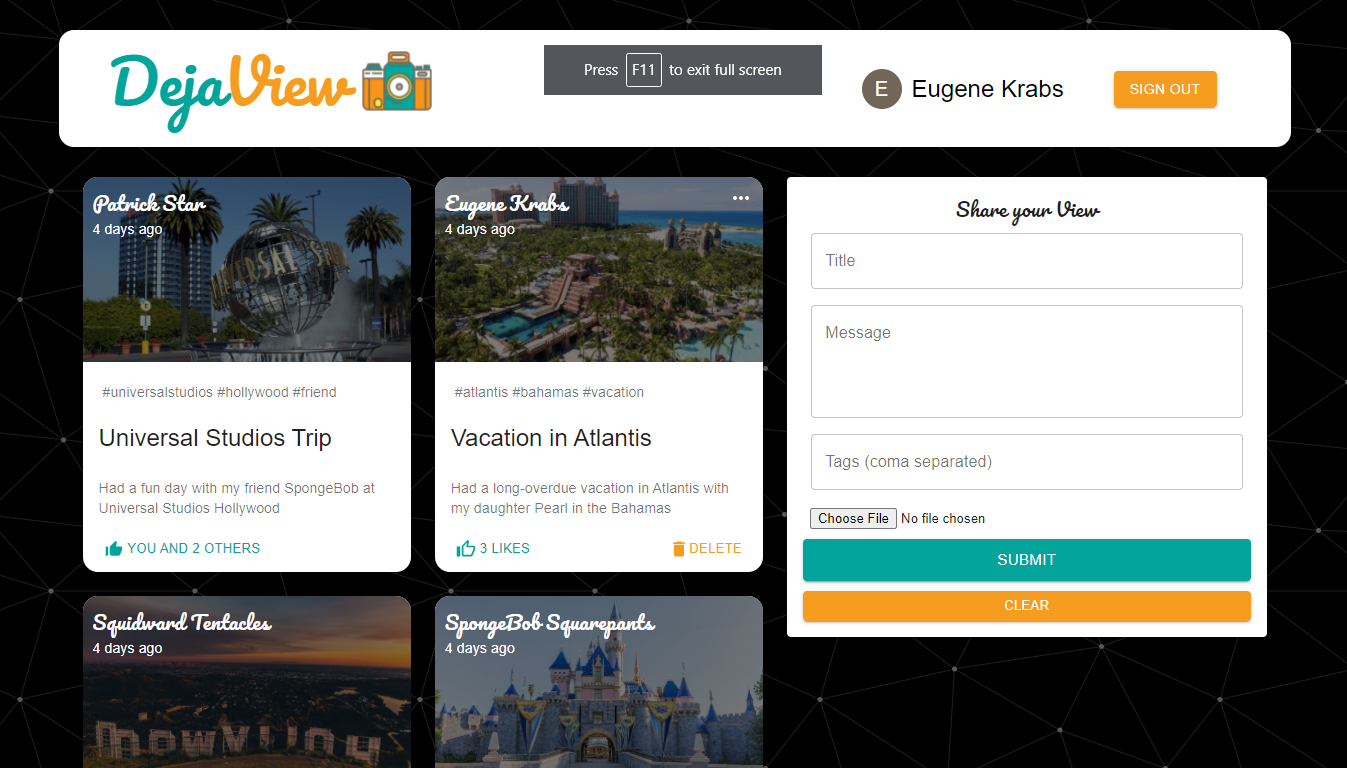 DejaView
Press F11 to exit full screen
E
Eugene Krabs
SIGN OUT
Patrick Star
4 days ago
UNIVERSAL STUD
#universalstudios #hollywood #friend
Universal Studios Trip
Had a fun day with my friend SpongeBob at
Universal Studios Hollywood
YOU AND 2 OTHERS
Eugene Krabs
4 days ago
#atlantis #bahamas #vacation
Vacation in Atlantis
Had a long-overdue vacation in Atlantis with
my daughter Pearl in the Bahamas
3 LIKES
DELETE
Squidward Tentacles
4 days ago
SpongeBob Squarepants
4 days ago
Share your View
Title
Message
Tags (coma separated)
Choose File No file chosen
SUBMIT
CLEAR